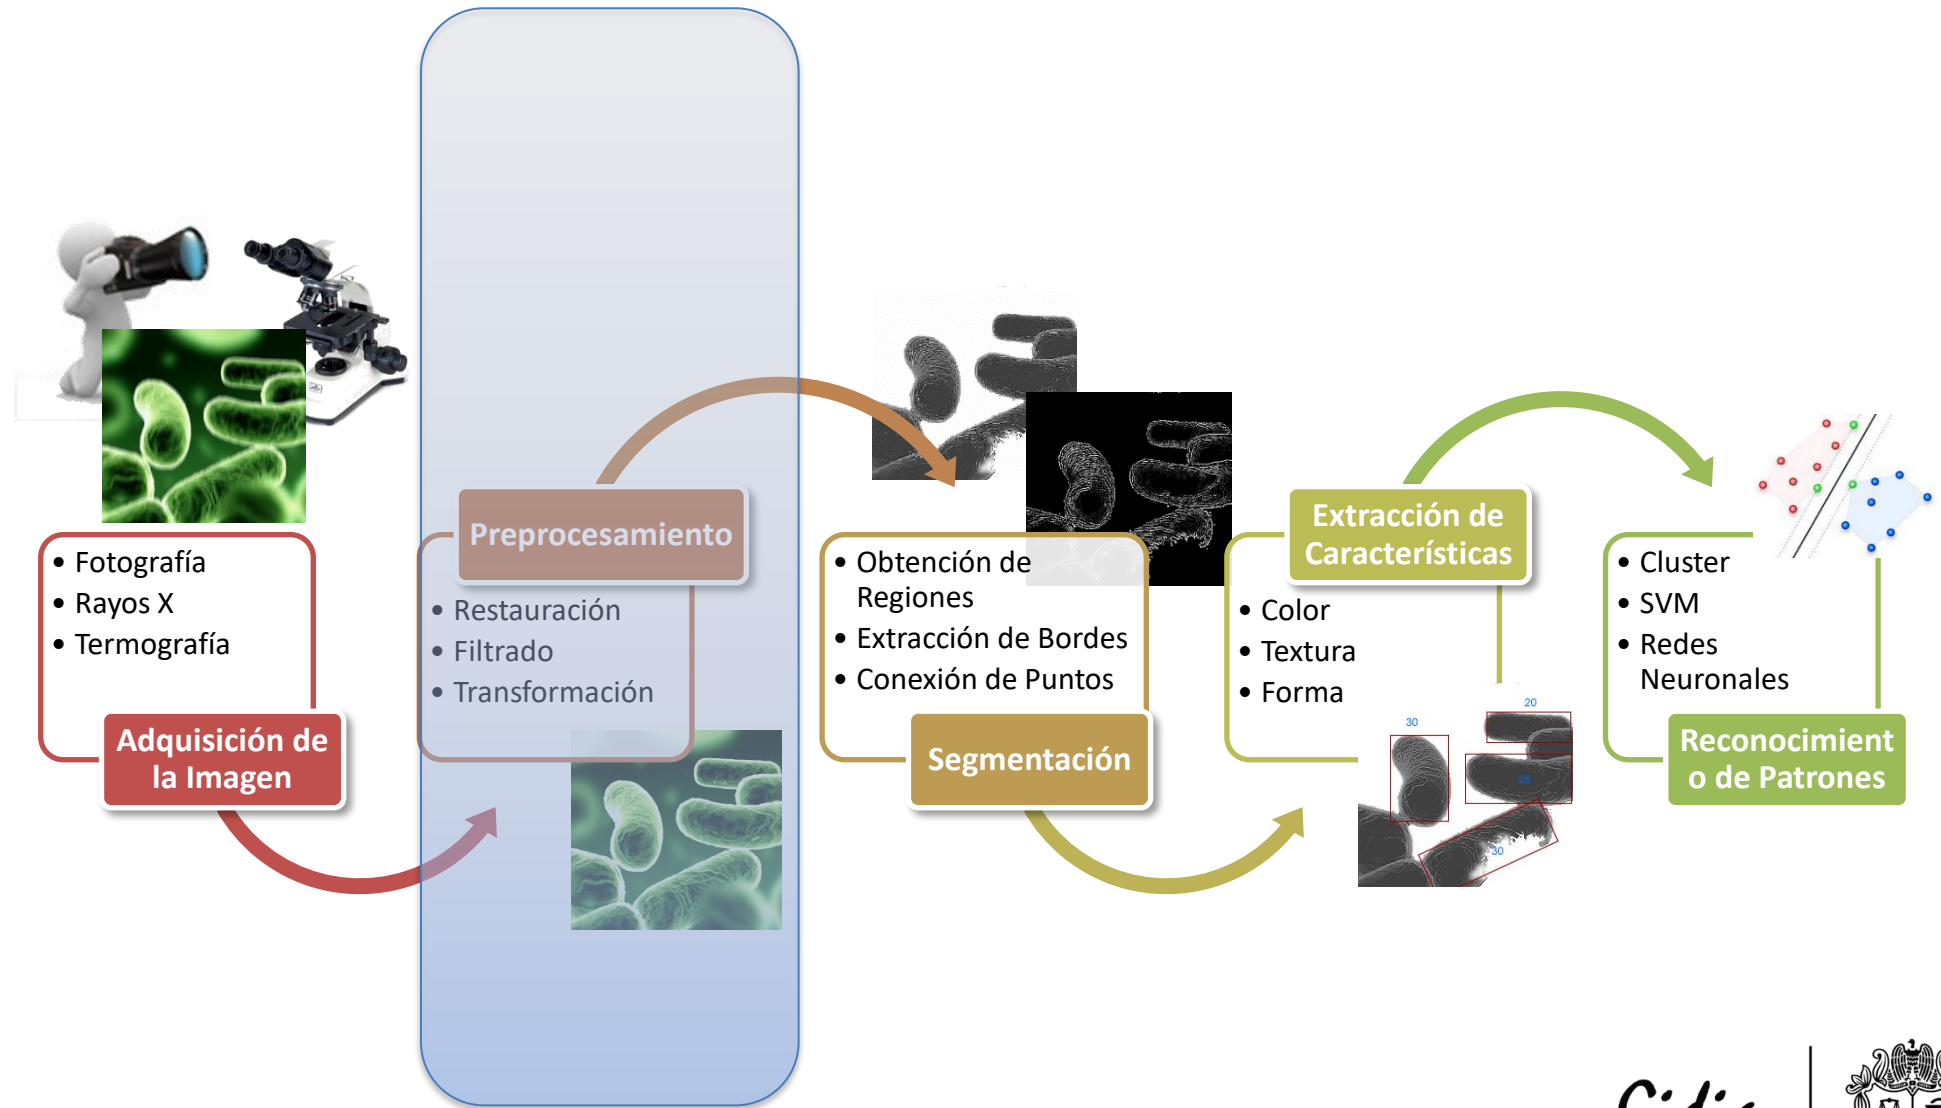 • Fotografía
• Rayos X
• Termografía
Adquisición de
la Imagen
Preprocesamiento
• Restauración
• Filtrado
• Transformación
• Obtención de
Regiones
• Extracción de Bordes
• Conexión de Puntos
Segmentación
Extracción de
Características
• Color
• Textura
• Forma
30
20
25
30
• Cluster
• SVM
• Redes
Neuronales
Reconocimient
o de Patrones